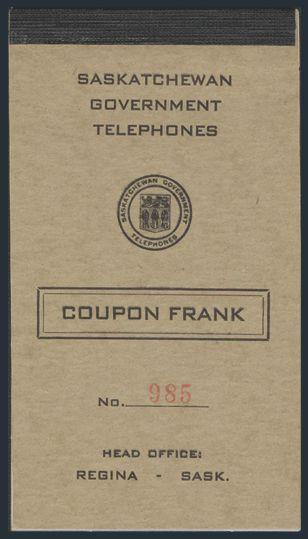 SASKATCHEWAN
GOVERNMENT
TELEPHONES
SASKATCHEWAN GOVERNMENT
TELEPHONES
COUPON FRANK
No. 985
HEAD OFFICE:
REGINA - SASK.